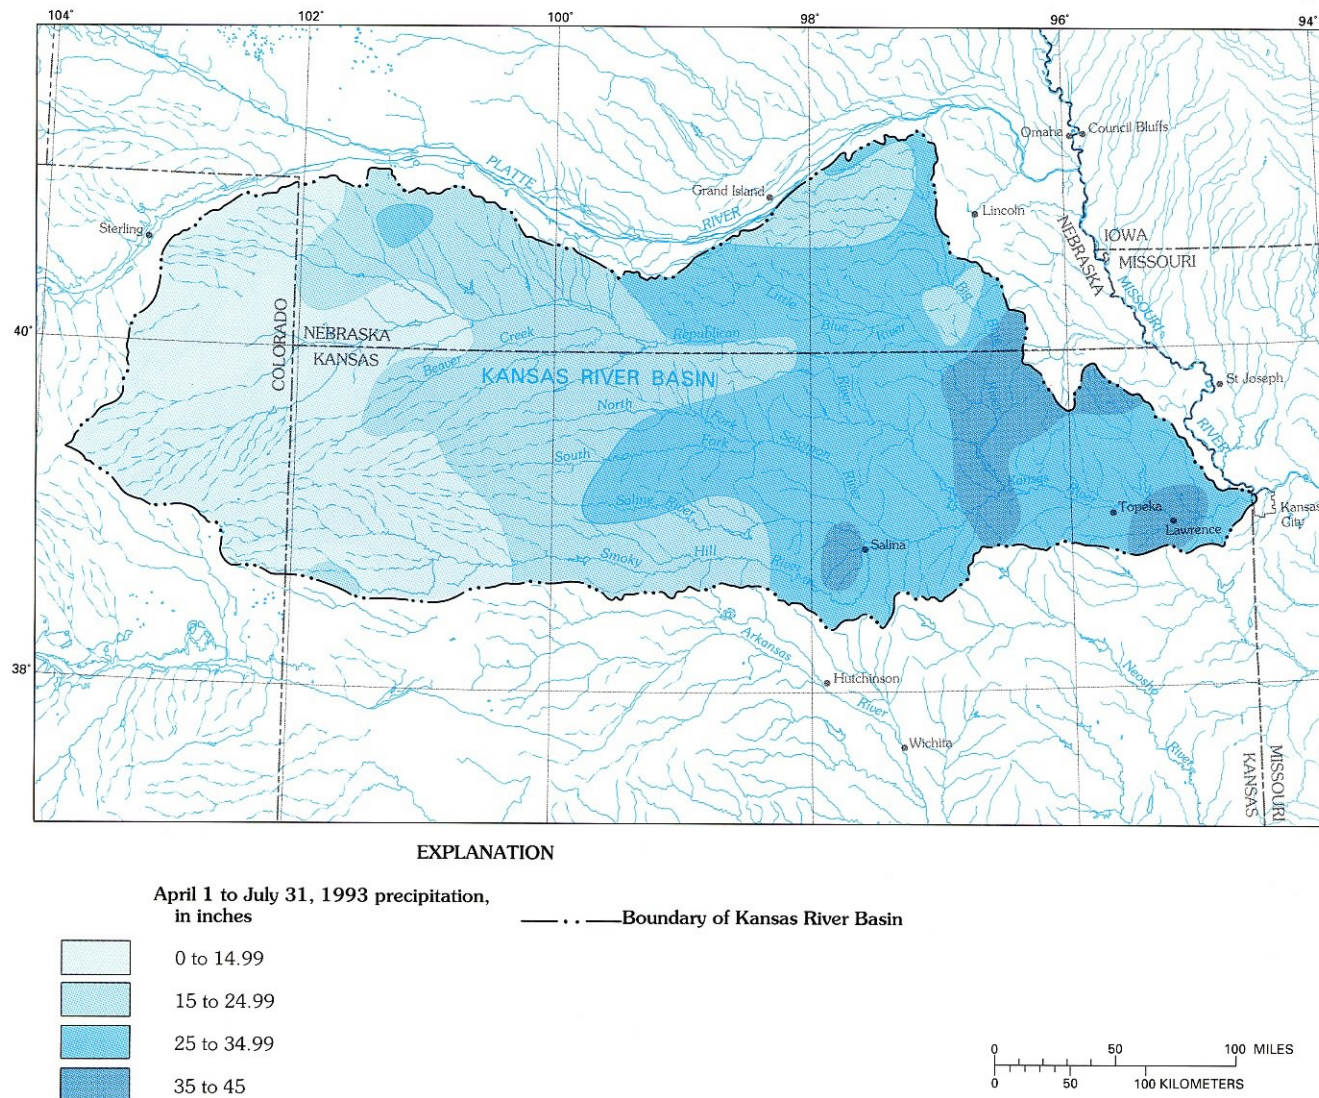 104°
102°
100°
98°
96°
94°
Omaha
Council Bluffs
PLATTE
RIVER
Grand Island
Lincoln
Sterling
NEBRASKA
IOWA
MISSOURI
MISSOURI
RIVER
COLORADO
40°
NEBRASKA
KANSAS
Creek
Beaver
Republican
Little
Blue
River
Big
Blue
River
KANSAS RIVER BASIN
River
St Joseph
North
Fork
South
Fork
Solomon
River
Saline
River
Kansas
River
Topeka
Lawrence
Kansas
City
Smoky
Hill
River
Salina
38°
Arkansas
River
Hutchinson
Wichita
Neosho
River
KANSAS
MISSOURI
EXPLANATION
April 1 to July 31, 1993 precipitation,
in inches
Boundary of Kansas River Basin
0 to 14.99
15 to 24.99
25 to 34.99
35 to 45
0 50 100 MILES
0 50 100 KILOMETERS